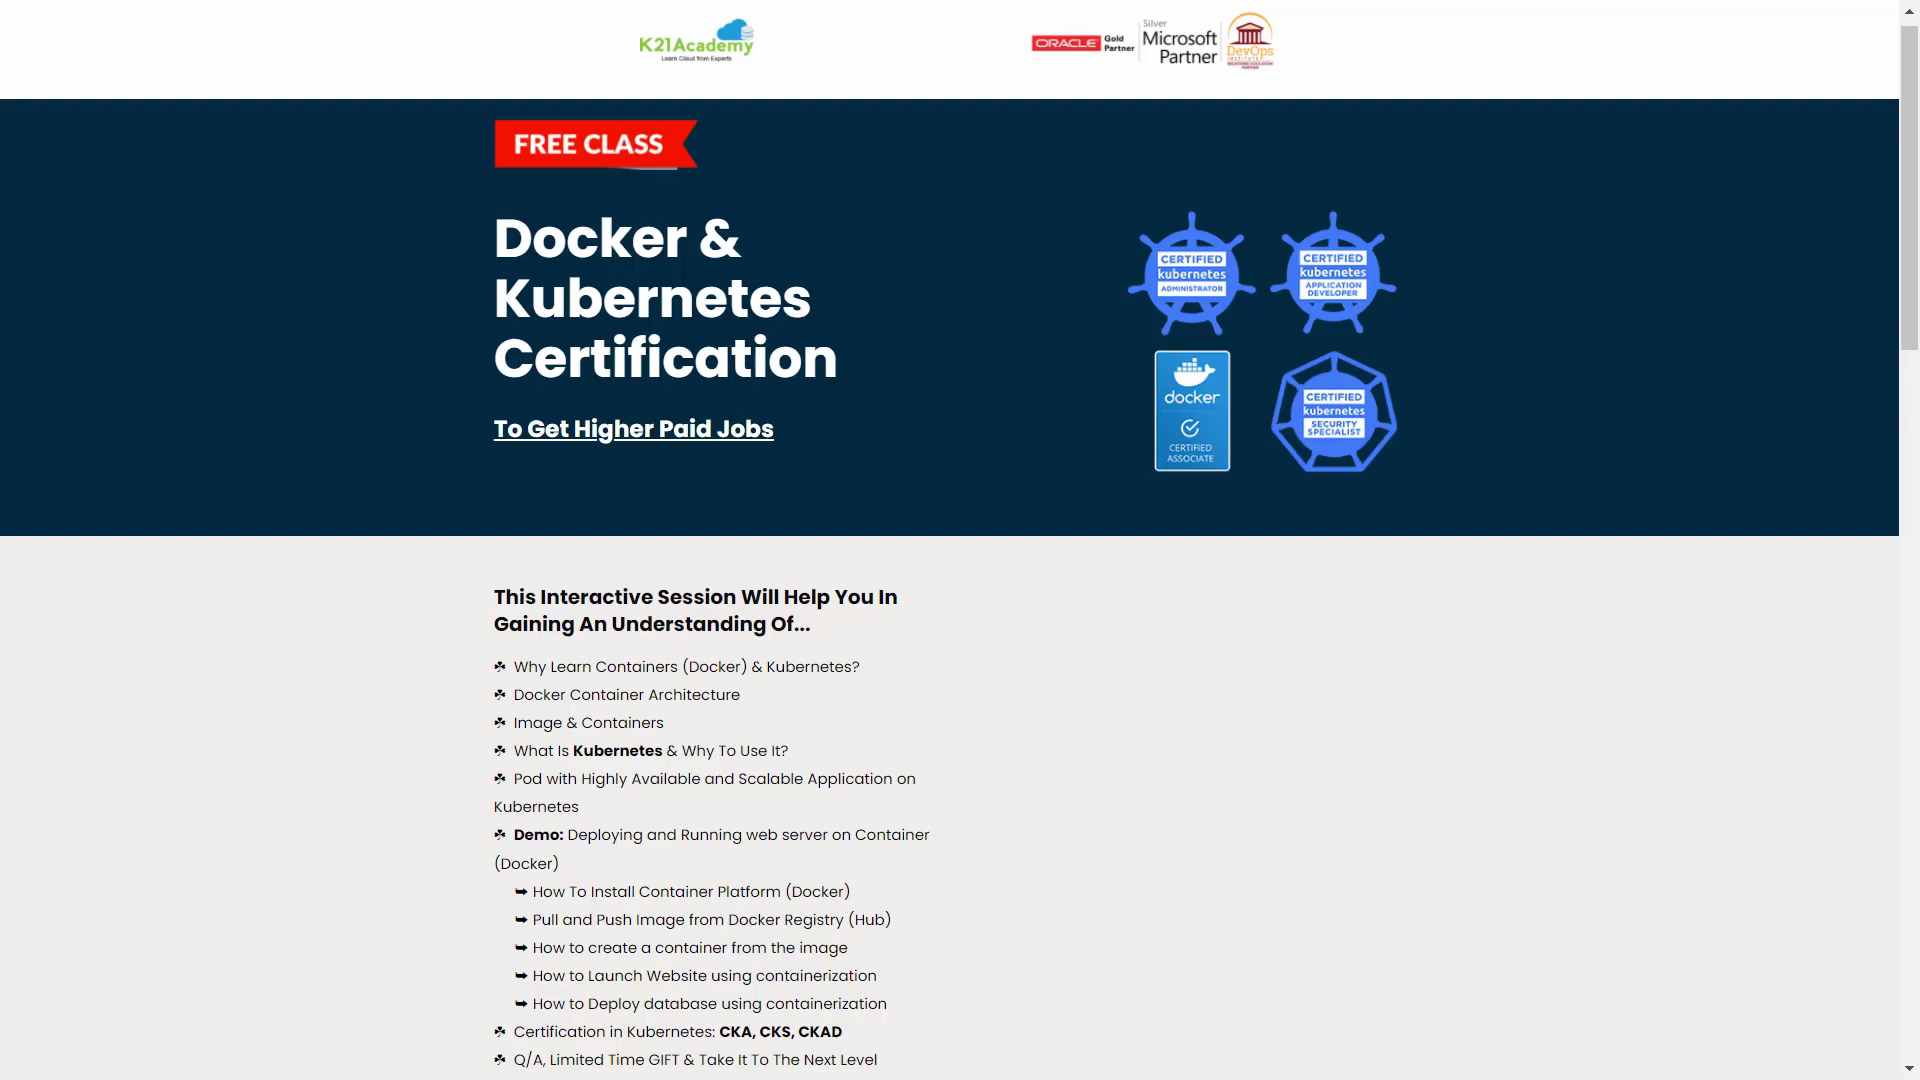 K21Academy
Learn Cloud from Experts
ORACLE Gold Partner
Silver
Microsoft
Partner
DevOps
INSTITUTE
REGISTERED EDUCATION
PARTNER
FREE CLASS
Docker &
Kubernetes
Certification
To Get Higher Paid Jobs
CERTIFIED
kubernetes
ADMINISTRATOR
CERTIFIED
kubernetes
APPLICATION
DEVELOPER
docker
CERTIFIED
ASSOCIATE
CERTIFIED
kubernetes
SECURITY
SPECIALIST
This Interactive Session Will Help You In
Gaining An Understanding Of...
☘ Why Learn Containers (Docker) & Kubernetes?
☘ Docker Container Architecture
☘ Image & Containers
☘ What Is Kubernetes & Why To Use It?
☘ Pod with Highly Available and Scalable Application on
Kubernetes
☘ Demo: Deploying and Running web server on Container
(Docker)
➥ How To Install Container Platform (Docker)
➥ Pull and Push Image from Docker Registry (Hub)
➥ How to create a container from the image
➥ How to Launch Website using containerization
➥ How to Deploy database using containerization
☘ Certification in Kubernetes: CKA, CKS, CKAD
☘ Q/A, Limited Time GIFT & Take It To The Next Level